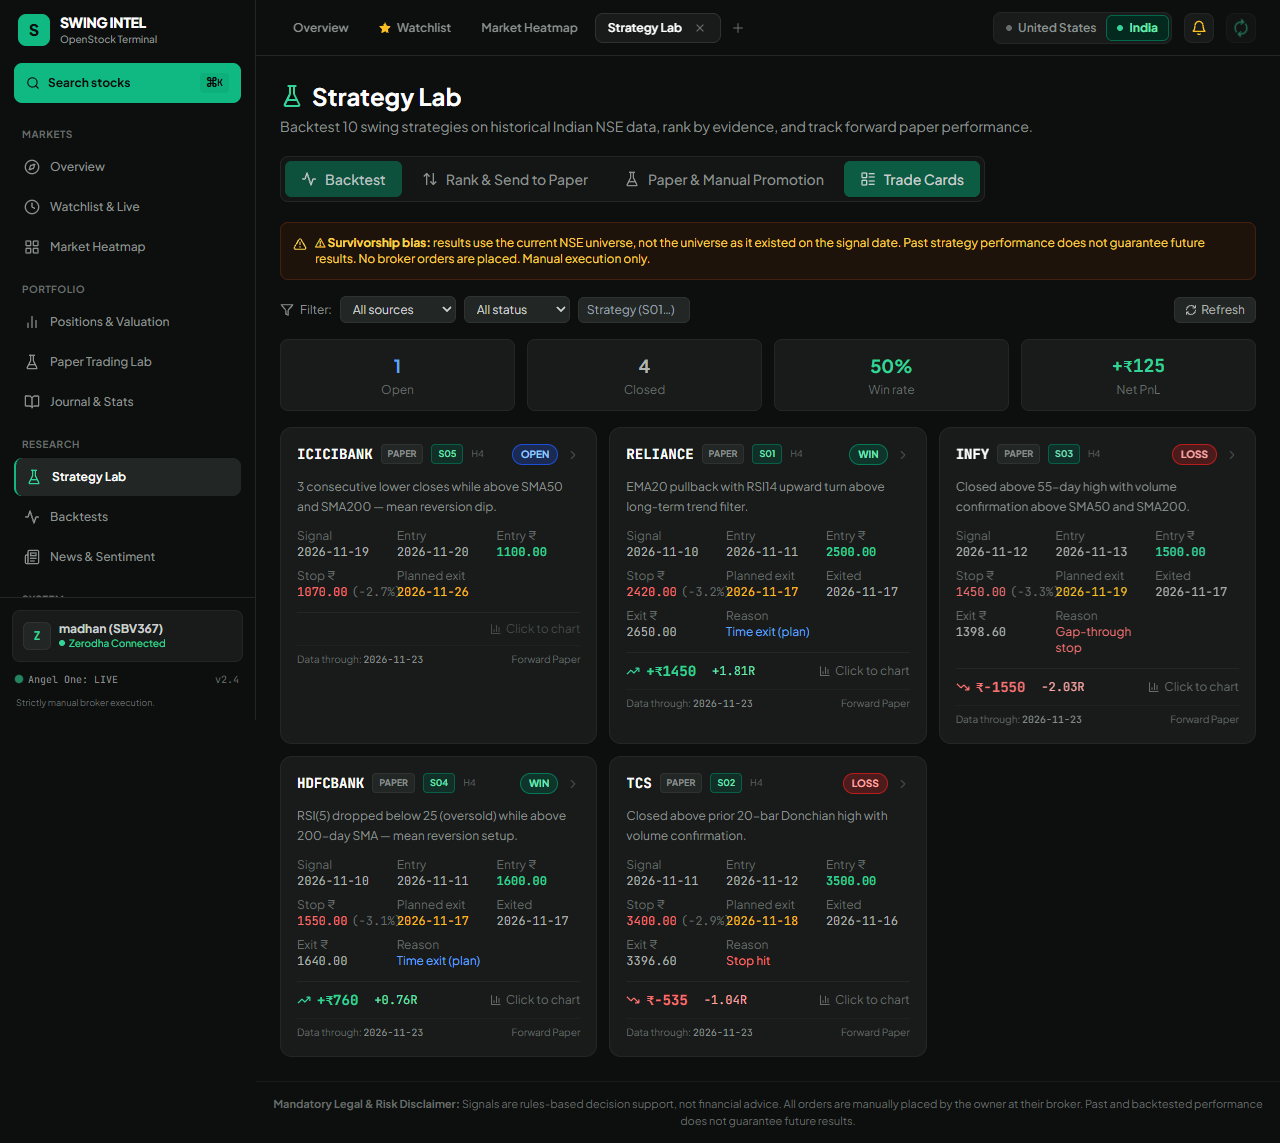 S
SWING INTEL
OpenStock Terminal
Search stocks
⌘K
MARKETS
Overview
Watchlist & Live
Market Heatmap
PORTFOLIO
Positions & Valuation
Paper Trading Lab
Journal & Stats
RESEARCH
Strategy Lab
Backtests
News & Sentiment
Z
madhan (SBV367)
Zerodha Connected
Angel One: LIVE v2.4
Strictly manual broker execution.
Overview ⭐ Watchlist Market Heatmap Strategy Lab × +
United States India
Strategy Lab
Backtest 10 swing strategies on historical Indian NSE data, rank by evidence, and track forward paper performance.
Backtest Rank & Send to Paper Paper & Manual Promotion Trade Cards
⚠ Survivorship bias: results use the current NSE universe, not the universe as it existed on the signal date. Past strategy performance does not guarantee future
results. No broker orders are placed. Manual execution only.
Filter: All sources All status Strategy (S01…) Refresh
1 4 50% +₹125
Open Closed Win rate Net PnL
ICICIBANK PAPER S05 H4 OPEN
3 consecutive lower closes while above SMA50
and SMA200 — mean reversion dip.
Signal Entry Entry ₹
2026-11-19 2026-11-20 1100.00
Stop ₹ Planned exit
1070.00 (-2.7%) 2026-11-26
Click to chart
Data through: 2026-11-23 Forward Paper
RELIANCE PAPER S01 H4 WIN
EMA20 pullback with RSI14 upward turn above
long-term trend filter.
Signal Entry Entry ₹
2026-11-10 2026-11-11 2500.00
Stop ₹ Planned exit Exited
2420.00 (-3.2%) 2026-11-17 2026-11-17
Exit ₹ Reason
2650.00 Time exit (plan)
+₹1450 +1.81R Click to chart
Data through: 2026-11-23 Forward Paper
INFY PAPER S03 H4 LOSS
Closed above 55-day high with volume
confirmation above SMA50 and SMA200.
Signal Entry Entry ₹
2026-11-12 2026-11-13 1500.00
Stop ₹ Planned exit Exited
1450.00 (-3.3%) 2026-11-19 2026-11-17
Exit ₹ Reason
1398.60 Gap-through
stop
₹-1550 -2.03R Click to chart
Data through: 2026-11-23 Forward Paper
HDFCBANK PAPER S04 H4 WIN
RSI(5) dropped below 25 (oversold) while above
200-day SMA — mean reversion setup.
Signal Entry Entry ₹
2026-11-10 2026-11-11 1600.00
Stop ₹ Planned exit Exited
1550.00 (-3.1%) 2026-11-17 2026-11-17
Exit ₹ Reason
1640.00 Time exit (plan)
+₹760 +0.76R Click to chart
Data through: 2026-11-23 Forward Paper
TCS PAPER S02 H4 LOSS
Closed above prior 20-bar Donchian high with
volume confirmation.
Signal Entry Entry ₹
2026-11-11 2026-11-12 3500.00
Stop ₹ Planned exit Exited
3400.00 (-2.9%) 2026-11-18 2026-11-16
Exit ₹ Reason
3396.60 Stop hit
₹-535 -1.04R Click to chart
Data through: 2026-11-23 Forward Paper
Mandatory Legal & Risk Disclaimer: Signals are rules-based decision support, not financial advice. All orders are manually placed by the owner at their broker. Past and backtested performance
does not guarantee future results.